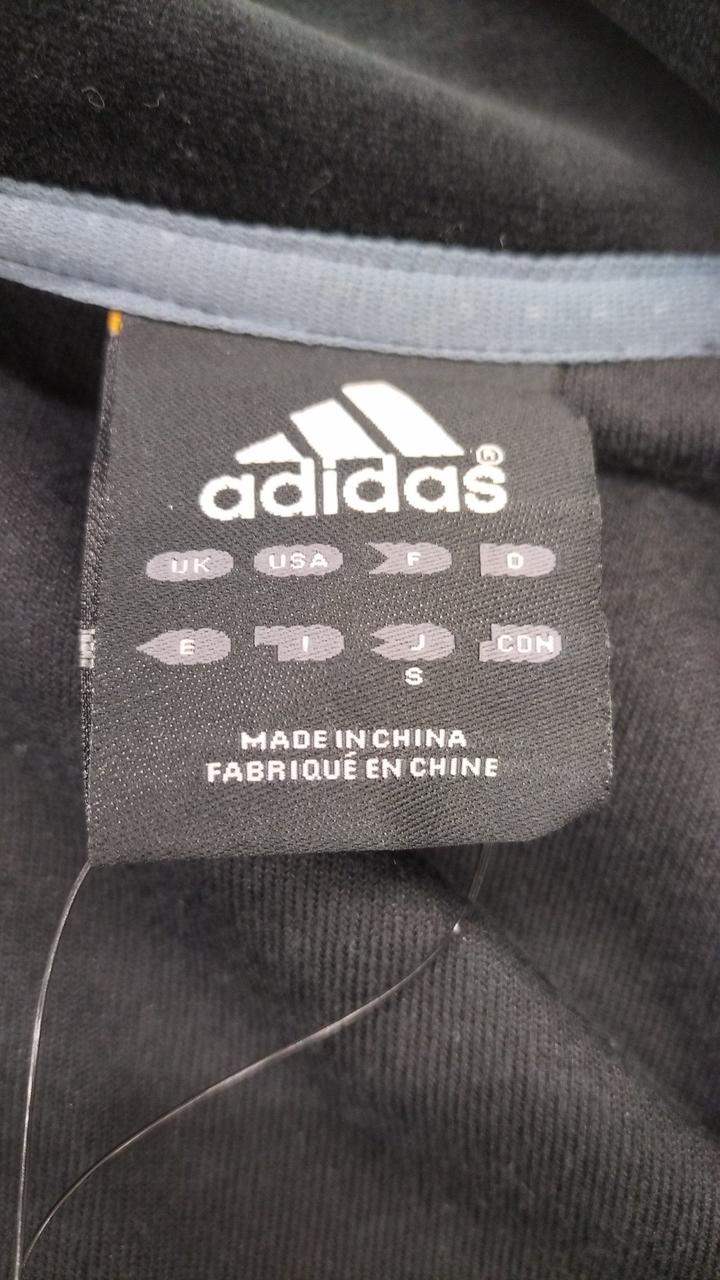 adidas®
UK USA F D
E I J CON
S
MADE IN CHINA
FABRIQUÉ EN CHINE